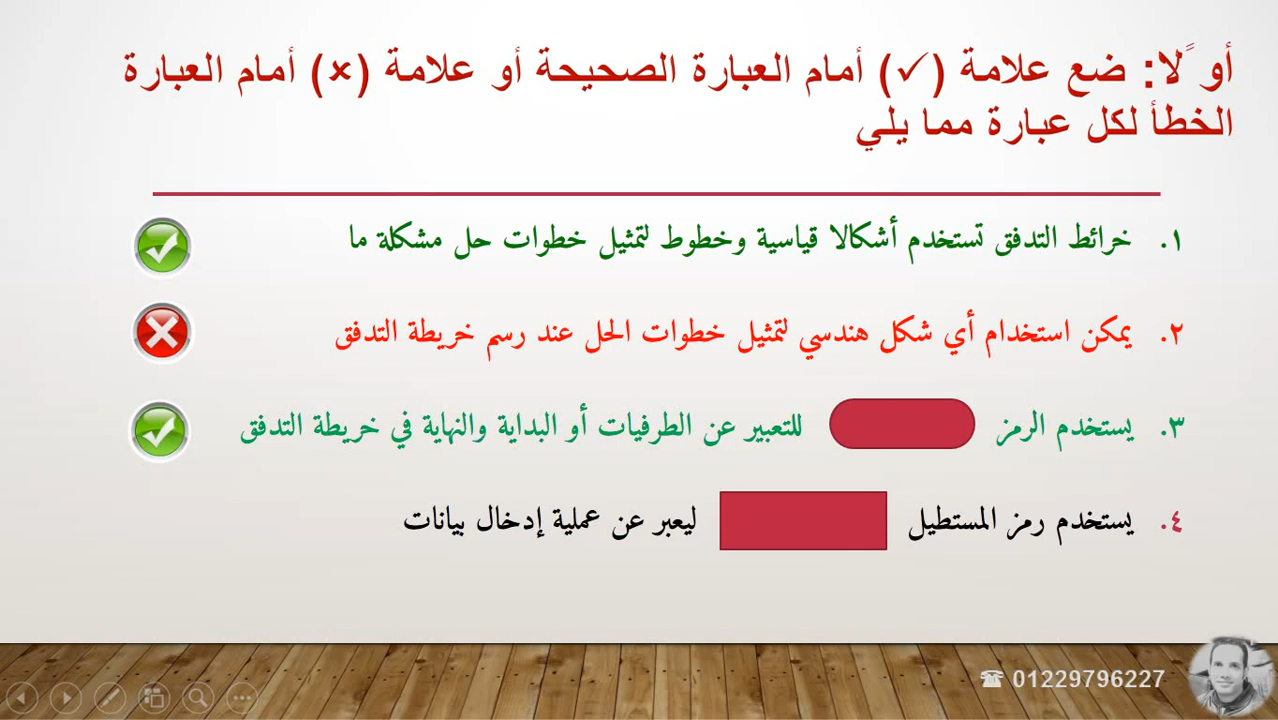 أولًا: ضع علامة (✓) أمام العبارة الصحيحة أو علامة (×) أمام العبارة
الخطأ لكل عبارة مما يلي
١. خرائط التدفق تستخدم أشكالا قياسية وخطوط لتمثيل خطوات حل مشكلة ما
٢. يمكن استخدام أي شكل هندسي لتمثيل خطوات الحل عند رسم خريطة التدفق
٣. يستخدم الرمز للتعبير عن الطرفيات أو البداية والنهاية في خريطة التدفق
٤. يستخدم رمز المستطيل ليعبر عن عملية إدخال بيانات
☎ 01229796227